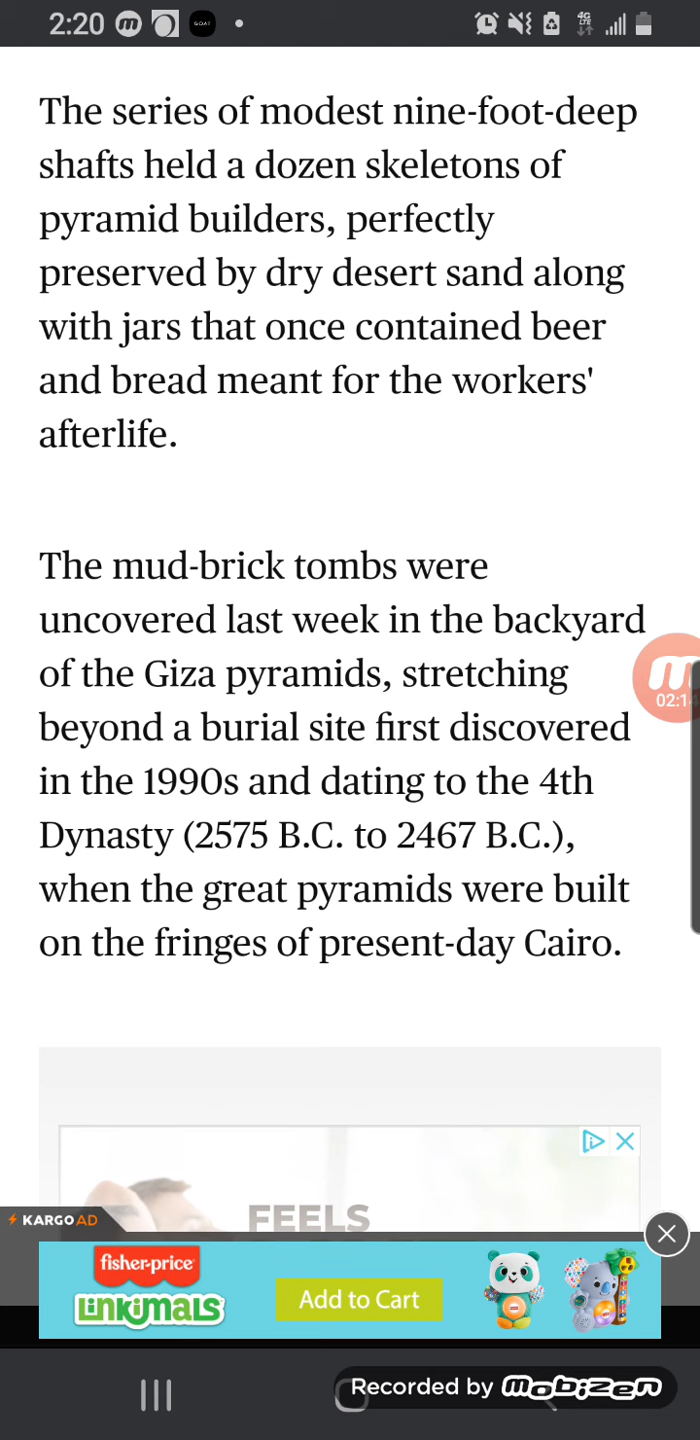 2:20
GOAT
4G
LTE
The series of modest nine-foot-deep
shafts held a dozen skeletons of
pyramid builders, perfectly
preserved by dry desert sand along
with jars that once contained beer
and bread meant for the workers'
afterlife.
The mud-brick tombs were
uncovered last week in the backyard
of the Giza pyramids, stretching
beyond a burial site first discovered
in the 1990s and dating to the 4th
Dynasty (2575 B.C. to 2467 B.C.),
when the great pyramids were built
on the fringes of present-day Cairo.
FEELS
KARGO AD
fisher-price
Linkimals
Add to Cart
Recorded by Mobizen